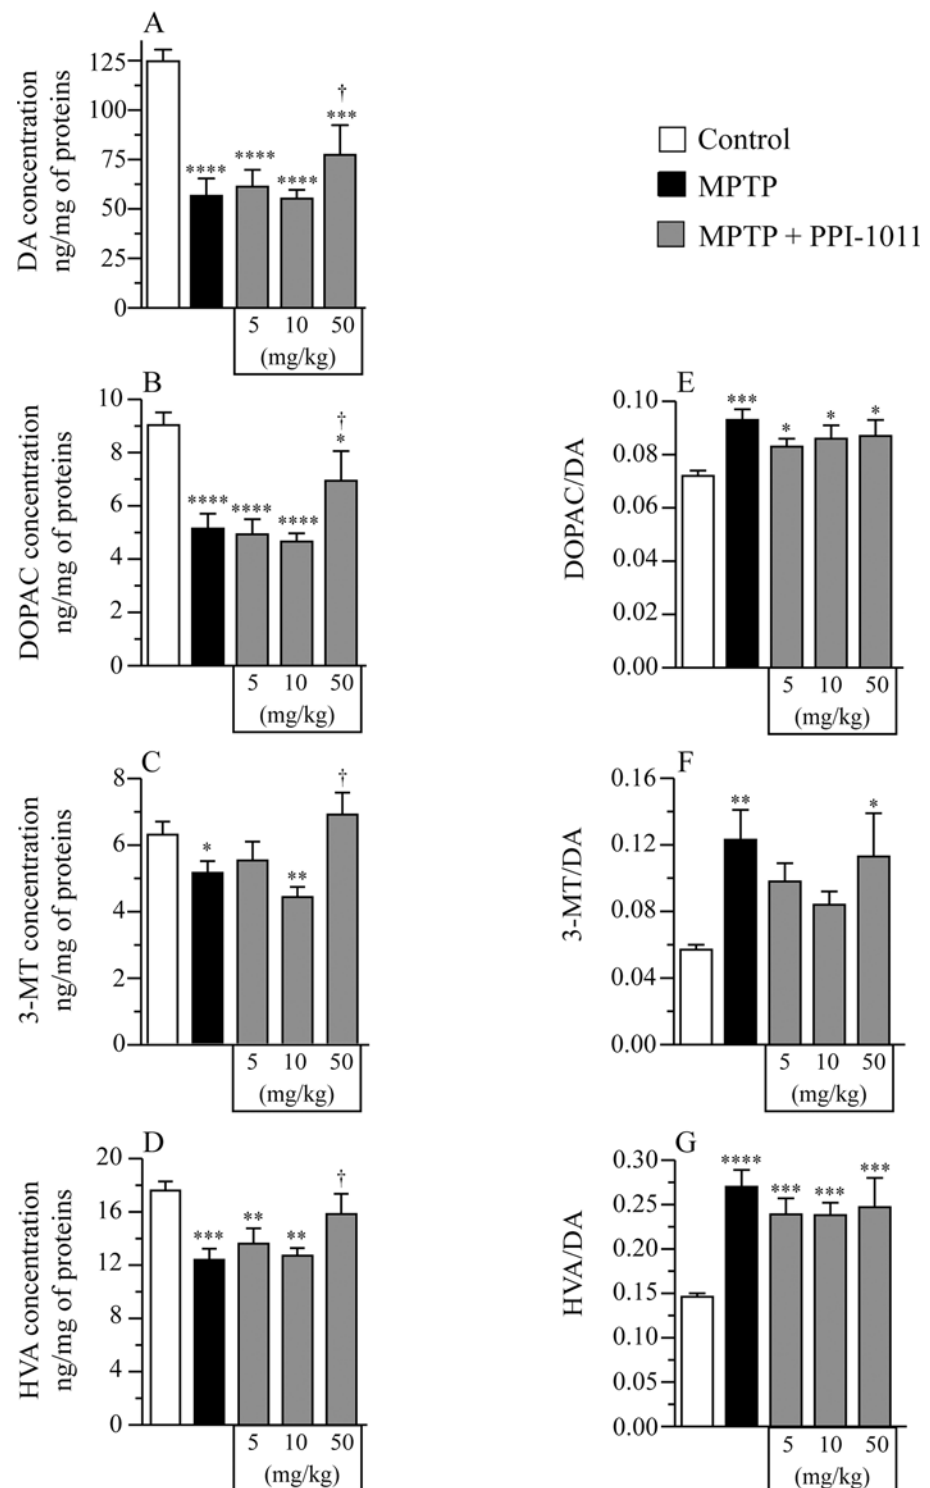 A
DA concentration
ng/mg of proteins
125
100
75
50
25
0
****
****
****
†
***
5 10 50
(mg/kg)
Control
MPTP
MPTP + PPI-1011
B
DOPAC concentration
ng/mg of proteins
10
8
6
4
2
0
****
****
****
†
*
5 10 50
(mg/kg)
E
DOPAC/DA
0.10
0.08
0.06
0.04
0.02
0.00
***
*
*
*
5 10 50
(mg/kg)
C
3-MT concentration
ng/mg of proteins
8
6
4
2
0
*
**
†
5 10 50
(mg/kg)
F
3-MT/DA
0.16
0.12
0.08
0.04
0.00
**
*
5 10 50
(mg/kg)
D
HVA concentration
ng/mg of proteins
20
16
12
8
4
0
***
**
**
†
5 10 50
(mg/kg)
G
HVA/DA
0.30
0.25
0.20
0.15
0.10
0.05
0.00
****
***
***
***
5 10 50
(mg/kg)